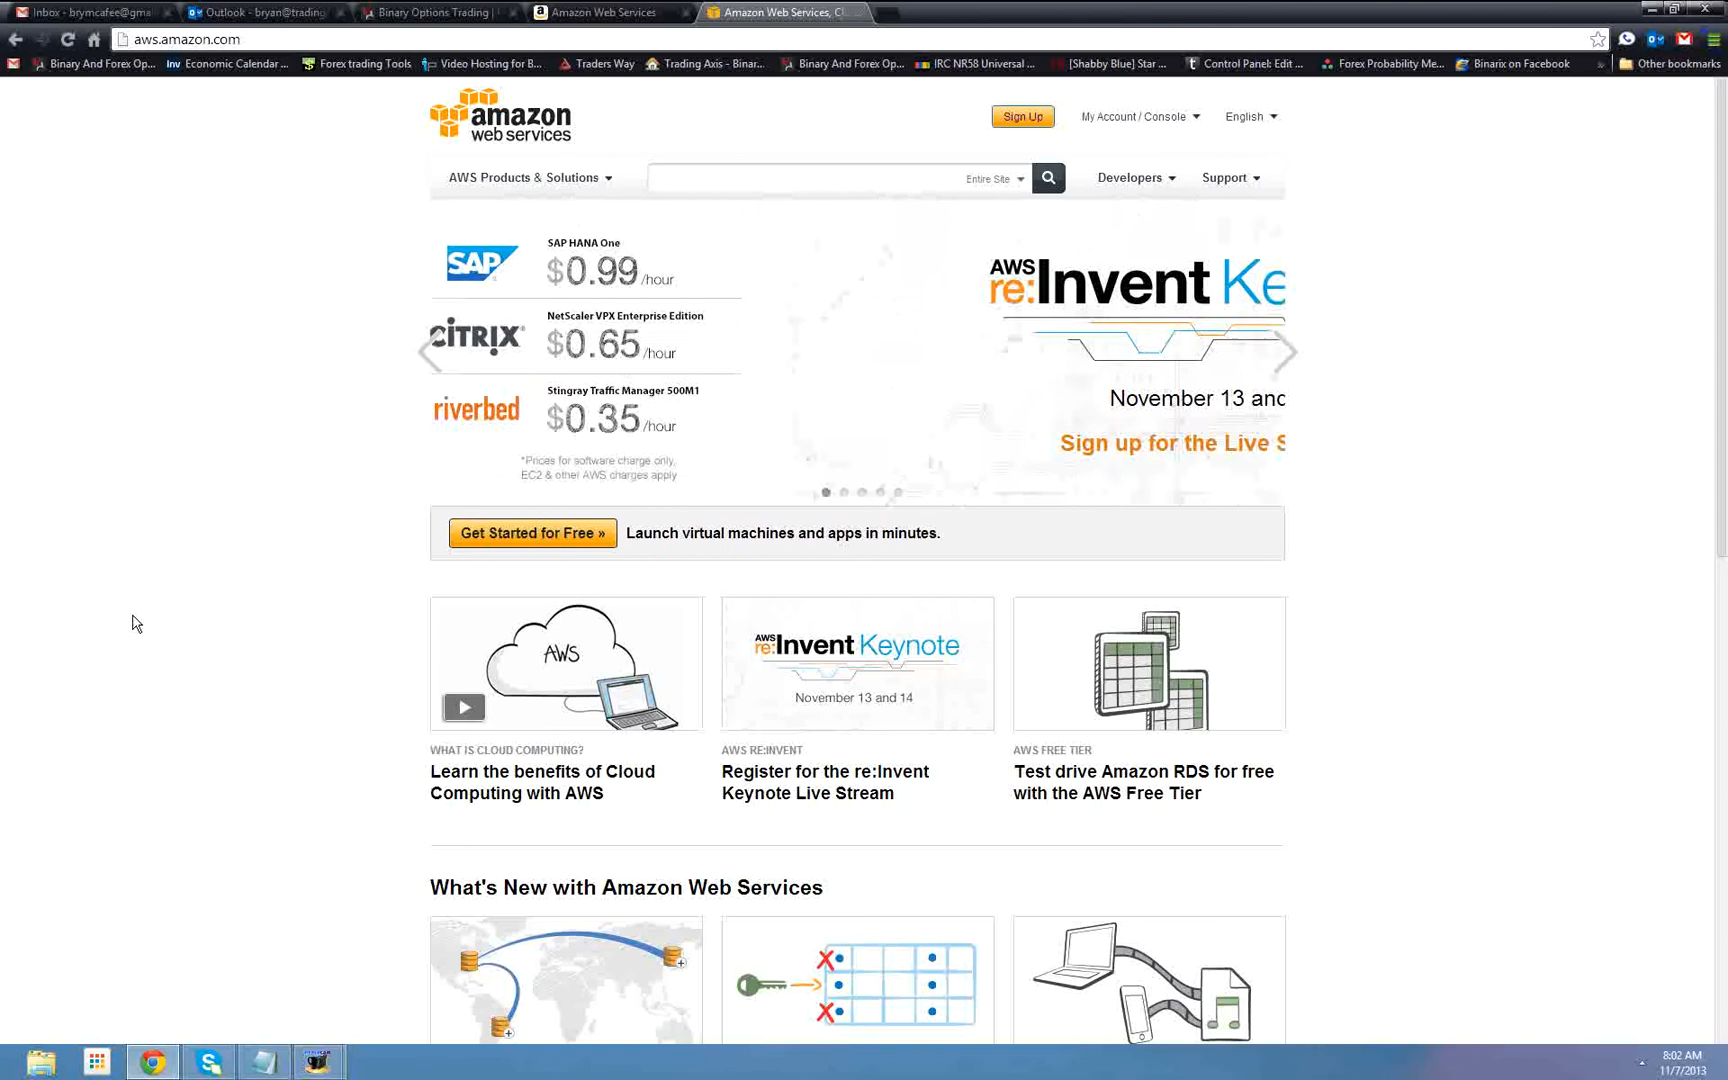 Inbox - brymcafee@gmai
Outlook - bryan@trading
Binary Options Trading |
Amazon Web Services
Amazon Web Services, Cl
aws.amazon.com
Binary And Forex Op...
Inv Economic Calendar ...
Forex trading Tools
Video Hosting for B...
Traders Way
Trading Axis - Binar...
Binary And Forex Op...
IRC NR58 Universal ...
[Shabby Blue] Star ...
Control Panel: Edit ...
Forex Probability Me...
Binarix on Facebook
»
Other bookmarks
amazon
web services
Sign Up
My Account / Console
English
AWS Products & Solutions
Entire Site
Developers
Support
SAP
SAP HANA One
$0.99 /hour
CITRIX
NetScaler VPX Enterprise Edition
$0.65 /hour
riverbed
Stingray Traffic Manager 500M1
$0.35 /hour
*Prices for software charge only,
EC2 & other AWS charges apply
AWS
re:Invent Ke
November 13 and
Sign up for the Live S
Get Started for Free »
Launch virtual machines and apps in minutes.
AWS
AWS
re:Invent Keynote
November 13 and 14
WHAT IS CLOUD COMPUTING?
Learn the benefits of Cloud
Computing with AWS
AWS RE:INVENT
Register for the re:Invent
Keynote Live Stream
AWS FREE TIER
Test drive Amazon RDS for free
with the AWS Free Tier
What's New with Amazon Web Services
8:02 AM
11/7/2013